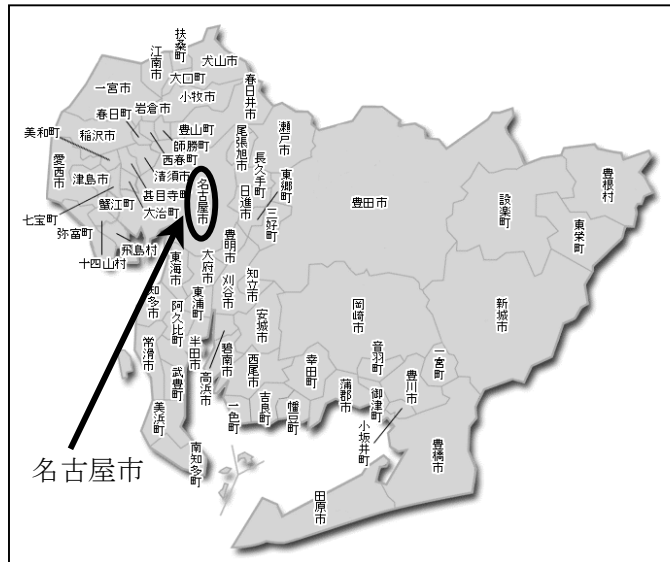 扶桑町
江南市
犬山市
大口町
一宮市
小牧市
春日井市
岩倉市
春日町
瀬戸市
美和町
稲沢市
豊山町
師勝町
西春町
尾張旭市
長久手町
東郷町
愛西市
津島市
清須市
甚目寺町
名古屋市
日進市
三好町
豊田市
設楽町
豊根村
東栄町
七宝町
蟹江町
大治町
弥富町
飛島村
十四山村
豊明市
東海市
大府市
刈谷市
知立市
知多市
東浦町
阿久比町
安城市
岡崎市
新城市
常滑市
半田市
碧南市
高浜市
西尾市
幸田町
音羽町
一宮町
豊川市
武豊町
美浜町
一色町
吉良町
幡豆町
蒲郡市
御津町
小坂井町
豊橋市
南知多町
田原市
名古屋市